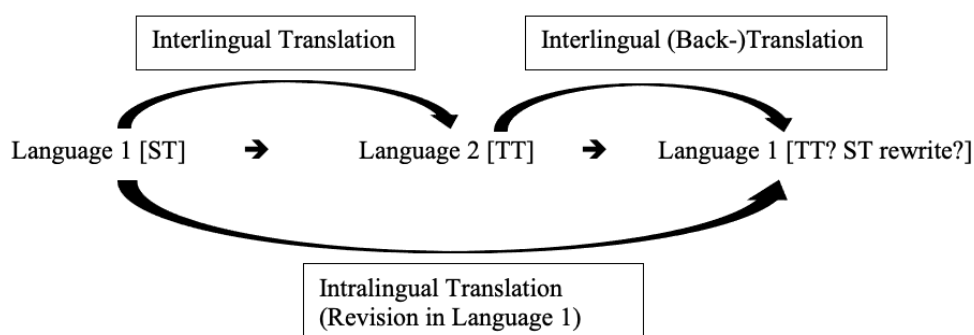 Interlingual Translation
Interlingual (Back-)Translation
Language 1 [ST] ➔ Language 2 [TT] ➔ Language 1 [TT? ST rewrite?]
Intralingual Translation
(Revision in Language 1)